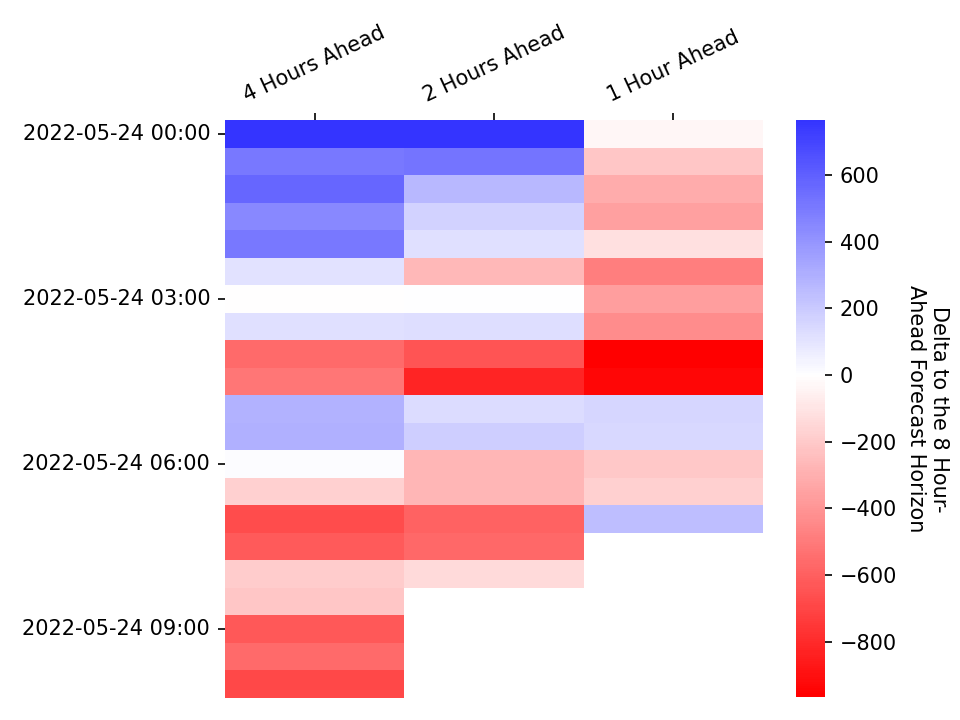 4 Hours Ahead
2 Hours Ahead
1 Hour Ahead
2022-05-24 00:00
2022-05-24 03:00
2022-05-24 06:00
2022-05-24 09:00
600
400
200
0
−200
−400
−600
−800
Delta to the 8 Hour-
Ahead Forecast Horizon